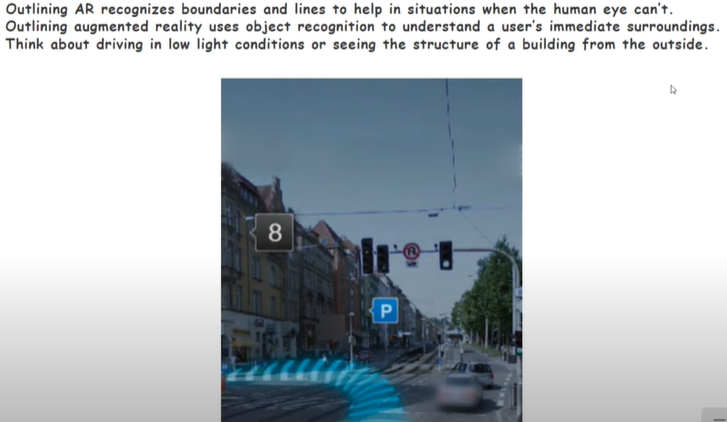 Outlining AR recognizes boundaries and lines to help in situations when the human eye can't.
Outlining augmented reality uses object recognition to understand a user's immediate surroundings.
Think about driving in low light conditions or seeing the structure of a building from the outside.
8
P